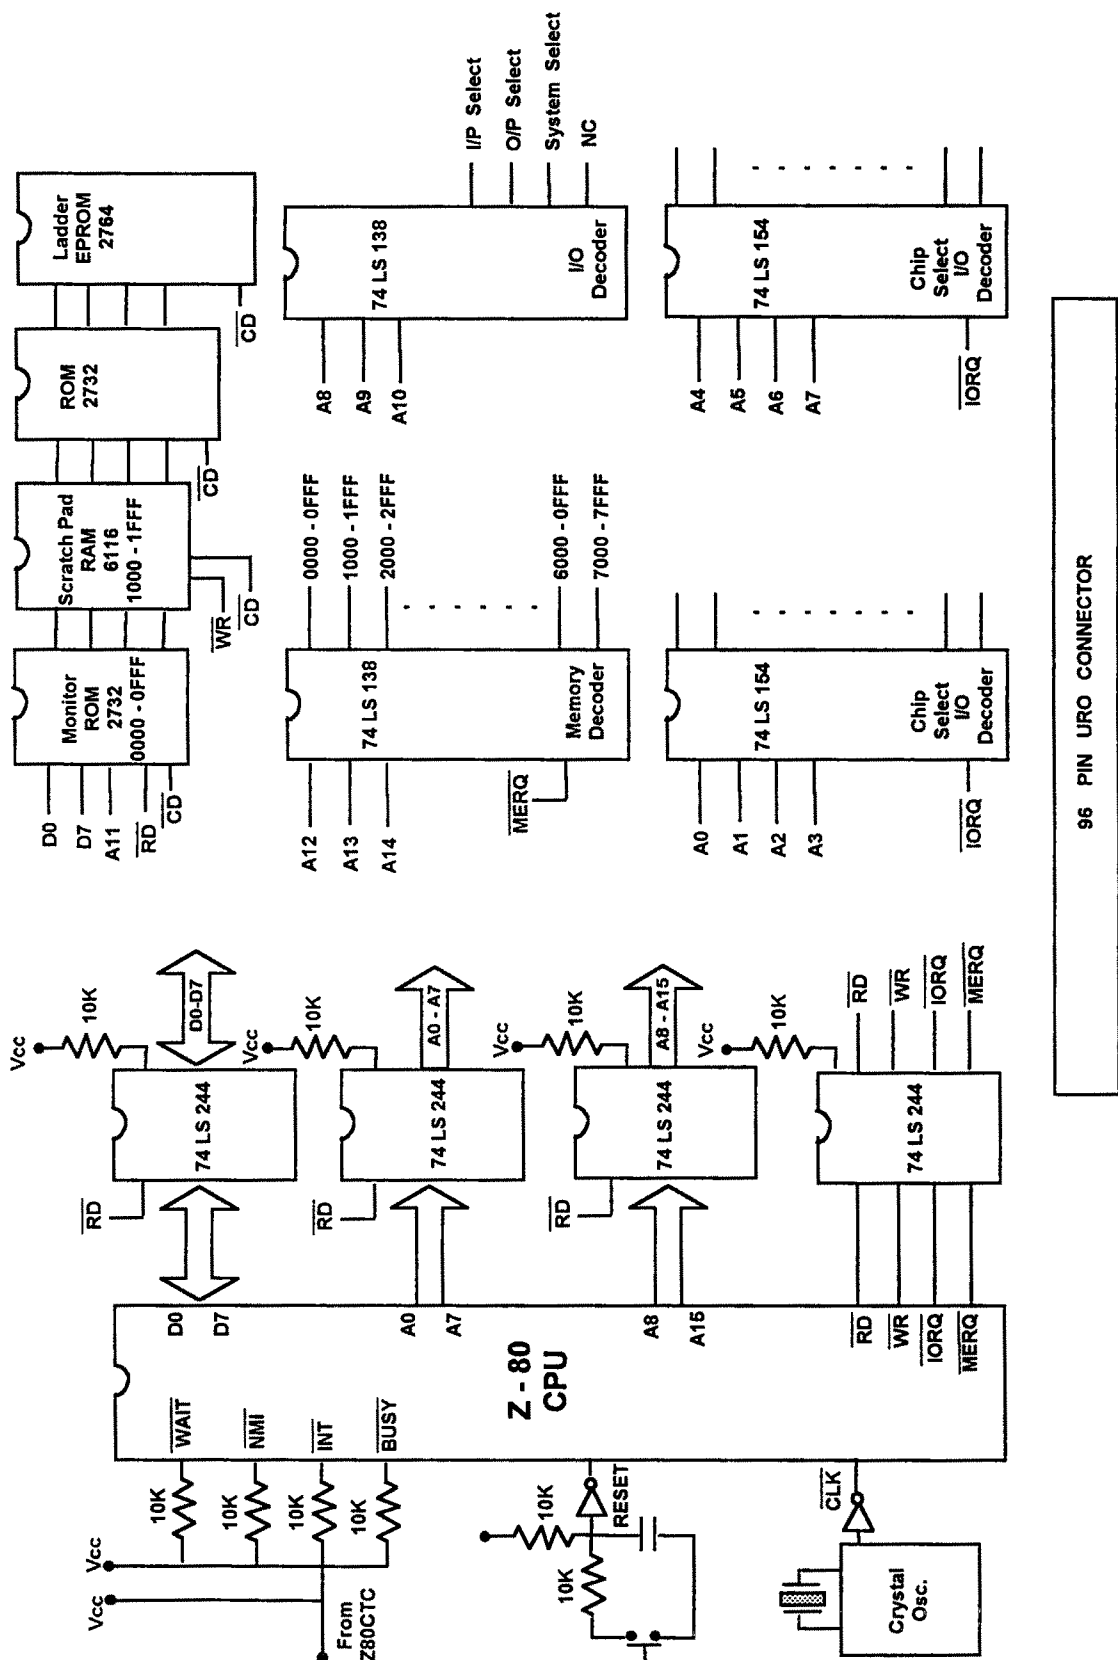 Vcc
Vcc
From
Z80CTC
10K
10K
10K
10K
WAIT
NMI
INT
BUSY
10K
10K
RESET
Crystal
Osc.
CLK
Z - 80
CPU
D0
D7
A0
A7
A8
A15
RD
WR
IORQ
MERQ
RD
74 LS 244
Vcc
10K
D0-D7
RD
74 LS 244
Vcc
10K
A0 - A7
RD
74 LS 244
Vcc
10K
A8 - A15
74 LS 244
Vcc
10K
RD
WR
IORQ
MERQ
D0
D7
A11
RD
CD
Monitor
ROM
2732
0000 - 0FFF
Scratch Pad
RAM
6116
1000 - 1FFF
WR
CD
ROM
2732
CD
Ladder
EPROM
2764
CD
A12
A13
A14
MERQ
74 LS 138
Memory
Decoder
0000 - 0FFF
1000 - 1FFF
2000 - 2FFF
6000 - 0FFF
7000 - 7FFF
A8
A9
A10
74 LS 138
I/O
Decoder
I/P Select
O/P Select
System Select
NC
A0
A1
A2
A3
IORQ
74 LS 154
Chip
Select
I/O
Decoder
A4
A5
A6
A7
IORQ
74 LS 154
Chip
Select
I/O
Decoder
96 PIN URO CONNECTOR